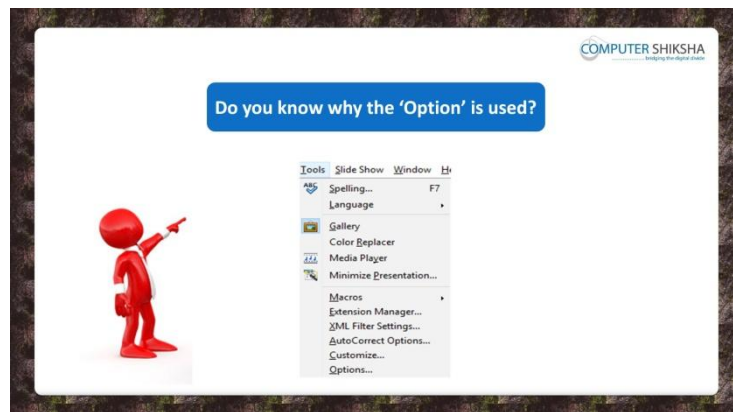 COMPUTER SHIKSHA
bridging the digital divide
Do you know why the ‘Option’ is used?
Tools Slide Show Window He
ABC Spelling... F7
Language
Gallery
Color Replacer
Media Player
Minimize Presentation...
Macros
Extension Manager...
XML Filter Settings...
AutoCorrect Options...
Customize...
Options...